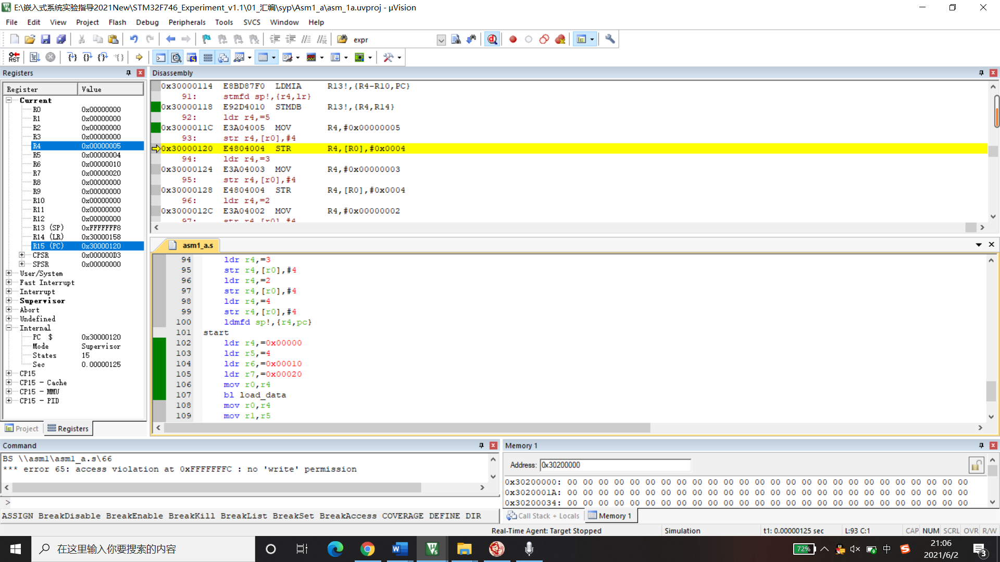 E:\嵌入式系统实验指导2021New\STM32F746_Experiment_v1.1\01_汇编\syp\Asm1_a\asm_1a.uvproj - µVision
File Edit View Project Flash Debug Peripherals Tools SVCS Window Help
expr
RST
Registers
Register Value
Current
R0 0x00000000
R1 0x00000000
R2 0x00000000
R3 0x00000000
R4 0x00000005
R5 0x00000004
R6 0x00000010
R7 0x00000020
R8 0x00000000
R9 0x00000000
R10 0x00000000
R11 0x00000000
R12 0x00000000
R13 (SP) 0xFFFFFFF8
R14 (LR) 0x30000158
R15 (PC) 0x30000120
CPSR 0x000000D3
SPSR 0x00000000
User/System
Fast Interrupt
Interrupt
Supervisor
Abort
Undefined
Internal
PC $ 0x30000120
Mode Supervisor
States 15
Sec 0.00000125
CP15
CP15 - Cache
CP15 - MMU
CP15 - PID
Project Registers
Disassembly
0x30000114 E8BD87F0 LDMIA R13!,{R4-R10,PC}
91: stmfd sp!,{r4,lr}
0x30000118 E92D4010 STMDB R13!,{R4,R14}
92: ldr r4,=5
0x3000011C E3A04005 MOV R4,#0x00000005
93: str r4,[r0],#4
0x30000120 E4804004 STR R4,[R0],#0x0004
94: ldr r4,=3
0x30000124 E3A04003 MOV R4,#0x00000003
95: str r4,[r0],#4
0x30000128 E4804004 STR R4,[R0],#0x0004
96: ldr r4,=2
0x3000012C E3A04002 MOV R4,#0x00000002
97: str r4,[r0],#4
asm1_a.s
94 ldr r4,=3
95 str r4,[r0],#4
96 ldr r4,=2
97 str r4,[r0],#4
98 ldr r4,=4
99 str r4,[r0],#4
100 ldmfd sp!,{r4,pc}
101 start
102 ldr r4,=0x00000
103 ldr r5,=4
104 ldr r6,=0x00010
105 ldr r7,=0x00020
106 mov r0,r4
107 bl load_data
108 mov r0,r4
109 mov r1,r5
Command
BS \\asm1\asm1_a.s\66
*** error 65: access violation at 0xFFFFFFFC : no 'write' permission
>
ASSIGN BreakDisable BreakEnable BreakKill BreakList BreakSet BreakAccess COVERAGE DEFINE DIR
Memory 1
Address: 0x30200000
0x30200000: 00 00 00 00 00 00 00 00 00 00 00 00 00 00 00 00 00 00 00 00 00 00 00 00 00 00
0x3020001A: 00 00 00 00 00 00 00 00 00 00 00 00 00 00 00 00 00 00 00 00 00 00 00 00 00 00
0x30200034: 00 00 00 00 00 00 00 00 00 00 00 00 00 00 00 00 00 00 00 00 00 00 00 00 00 00
Call Stack + Locals Memory 1
Real-Time Agent: Target Stopped Simulation t1: 0.00000125 sec L:93 C:1 CAP NUM SCRL OVR R/W
在这里输入你要搜索的内容
72% 中 21:06
2021/6/2
3